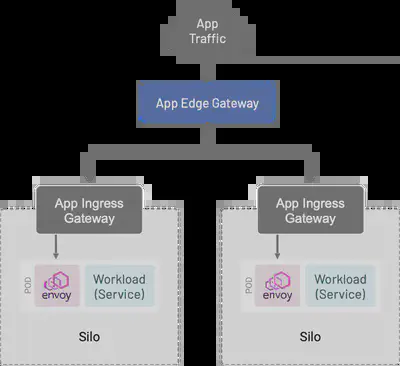 App
Traffic
App Edge Gateway
App Ingress
Gateway
App Ingress
Gateway
POD
envoy
Workload
(Service)
POD
envoy
Workload
(Service)
Silo
Silo